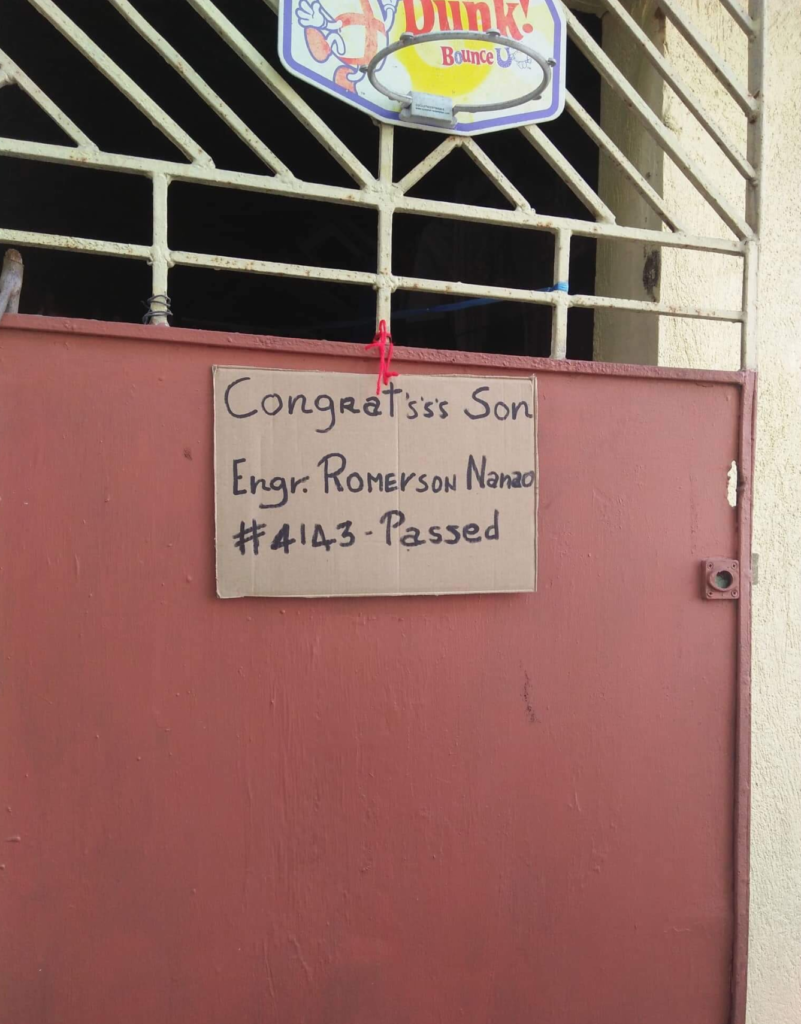 Dunk!
Bounce U
Congrat's's's Son
Engr. Romerson Nanao
#4143 - Passed